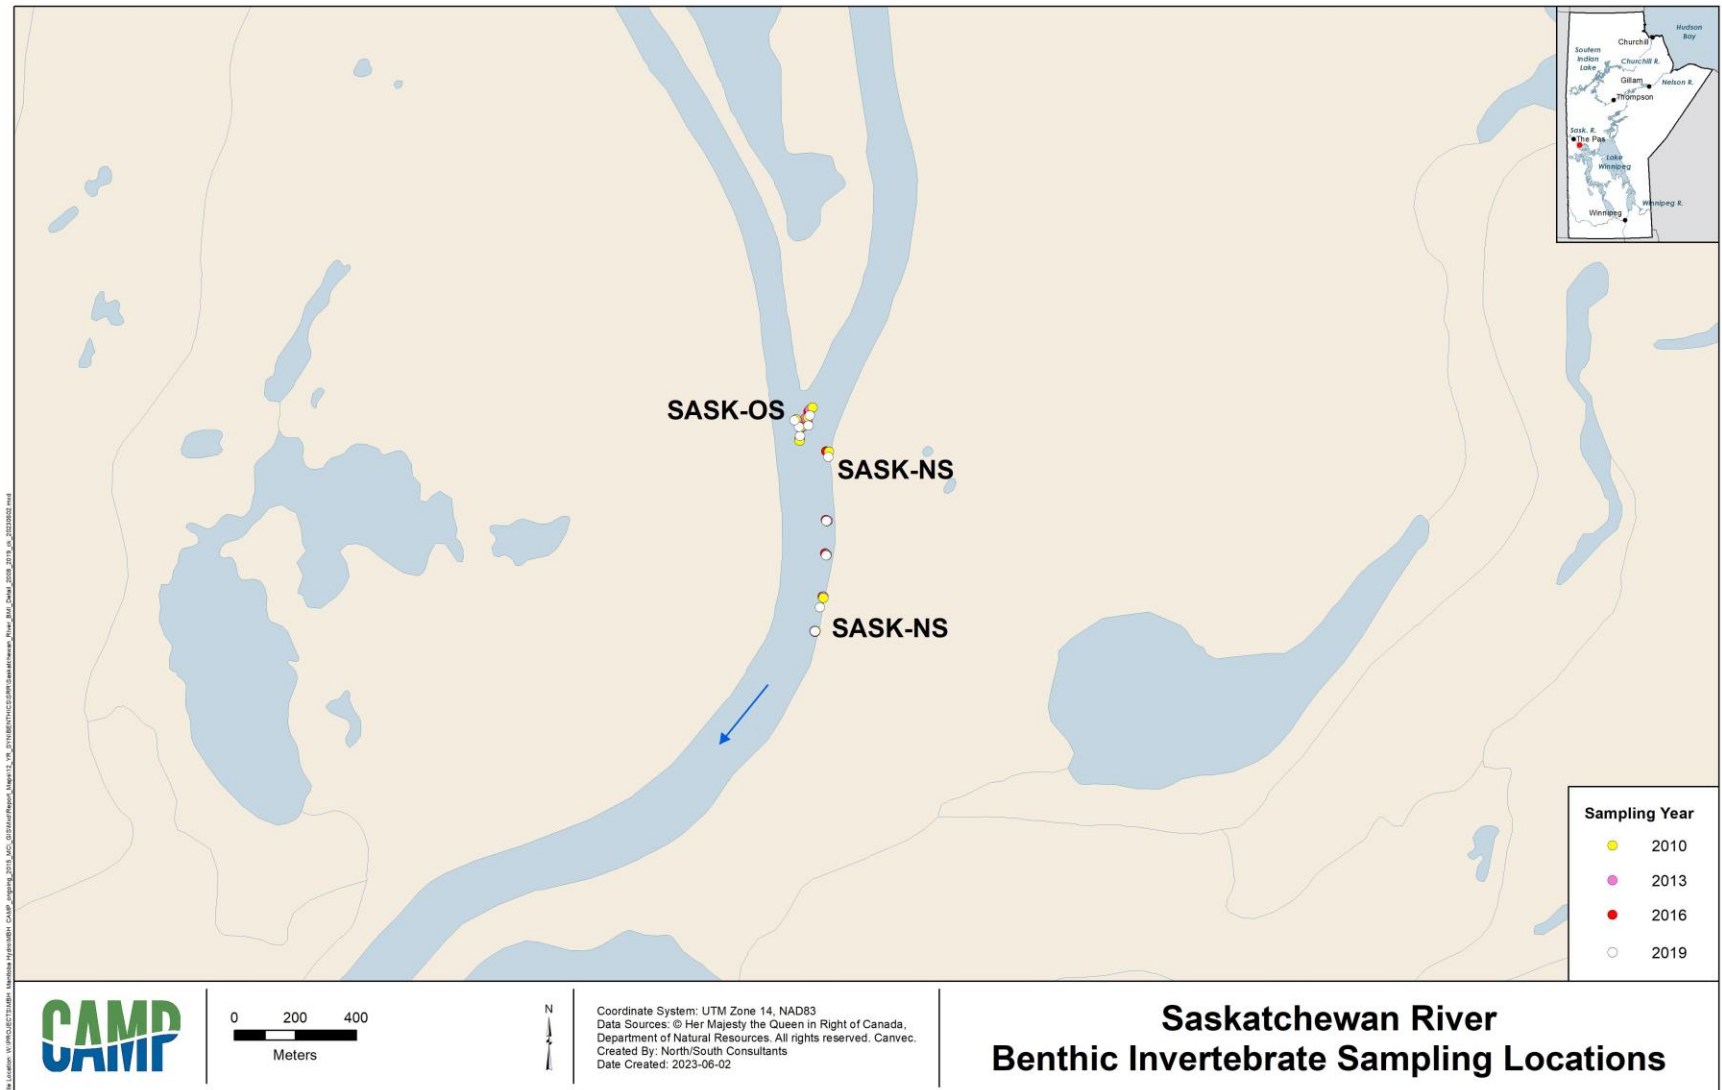 Hudson
Bay
Churchill
Soutern
Indian
Lake
Churchill R.
Gillam
Nelson R.
Thompson
Sask. R.
The Pas
Lake
Winnipeg
Winnipeg R.
Winnipeg
SASK-OS
SASK-NS
SASK-NS
Sampling Year
2010
2013
2016
2019
CAMP
0 200 400
Meters
N
Coordinate System: UTM Zone 14, NAD83
Data Sources: © Her Majesty the Queen in Right of Canada,
Department of Natural Resources. All rights reserved. Canvec.
Created By: North/South Consultants
Date Created: 2023-06-02
Saskatchewan River
Benthic Invertebrate Sampling Locations